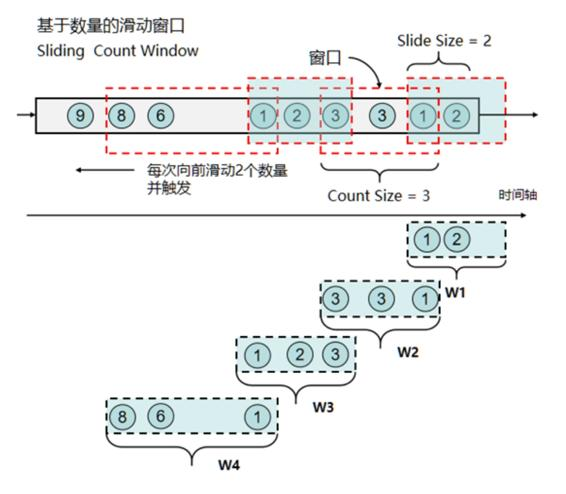 基于数量的滑动窗口
Sliding Count Window
Slide Size = 2
窗口
9 8 6 1 2 3 3 1 2
每次向前滑动2个数量
并触发
Count Size = 3
时间轴
1 2
W1
3 3 1
W2
1 2 3
W3
8 6 1
W4